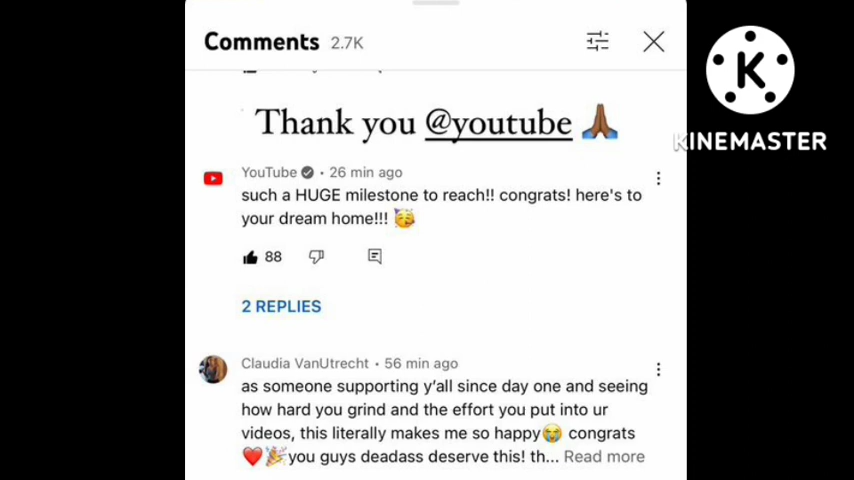 Comments 2.7K
Thank you @youtube 🙏🏾
YouTube • 26 min ago
such a HUGE milestone to reach!! congrats! here's to
your dream home!!! 🥳
88
2 REPLIES
Claudia VanUtrecht • 56 min ago
as someone supporting y'all since day one and seeing
how hard you grind and the effort you put into ur
videos, this literally makes me so happy😭 congrats
❤️🎉you guys deadass deserve this! th... Read more
K
KINEMASTER